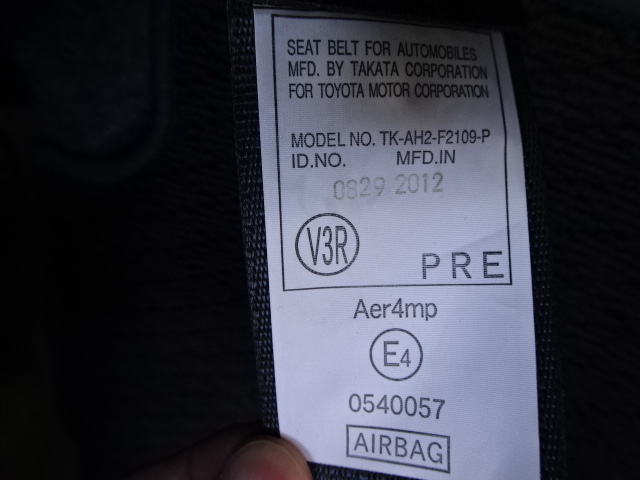 SEAT BELT FOR AUTOMOBILES
MFD. BY TAKATA CORPORATION
FOR TOYOTA MOTOR CORPORATION
MODEL NO. TK-AH2-F2109-P
ID.NO. MFD.IN
0829 2012
V3R
PRE
Aer4mp
E4
0540057
AIRBAG